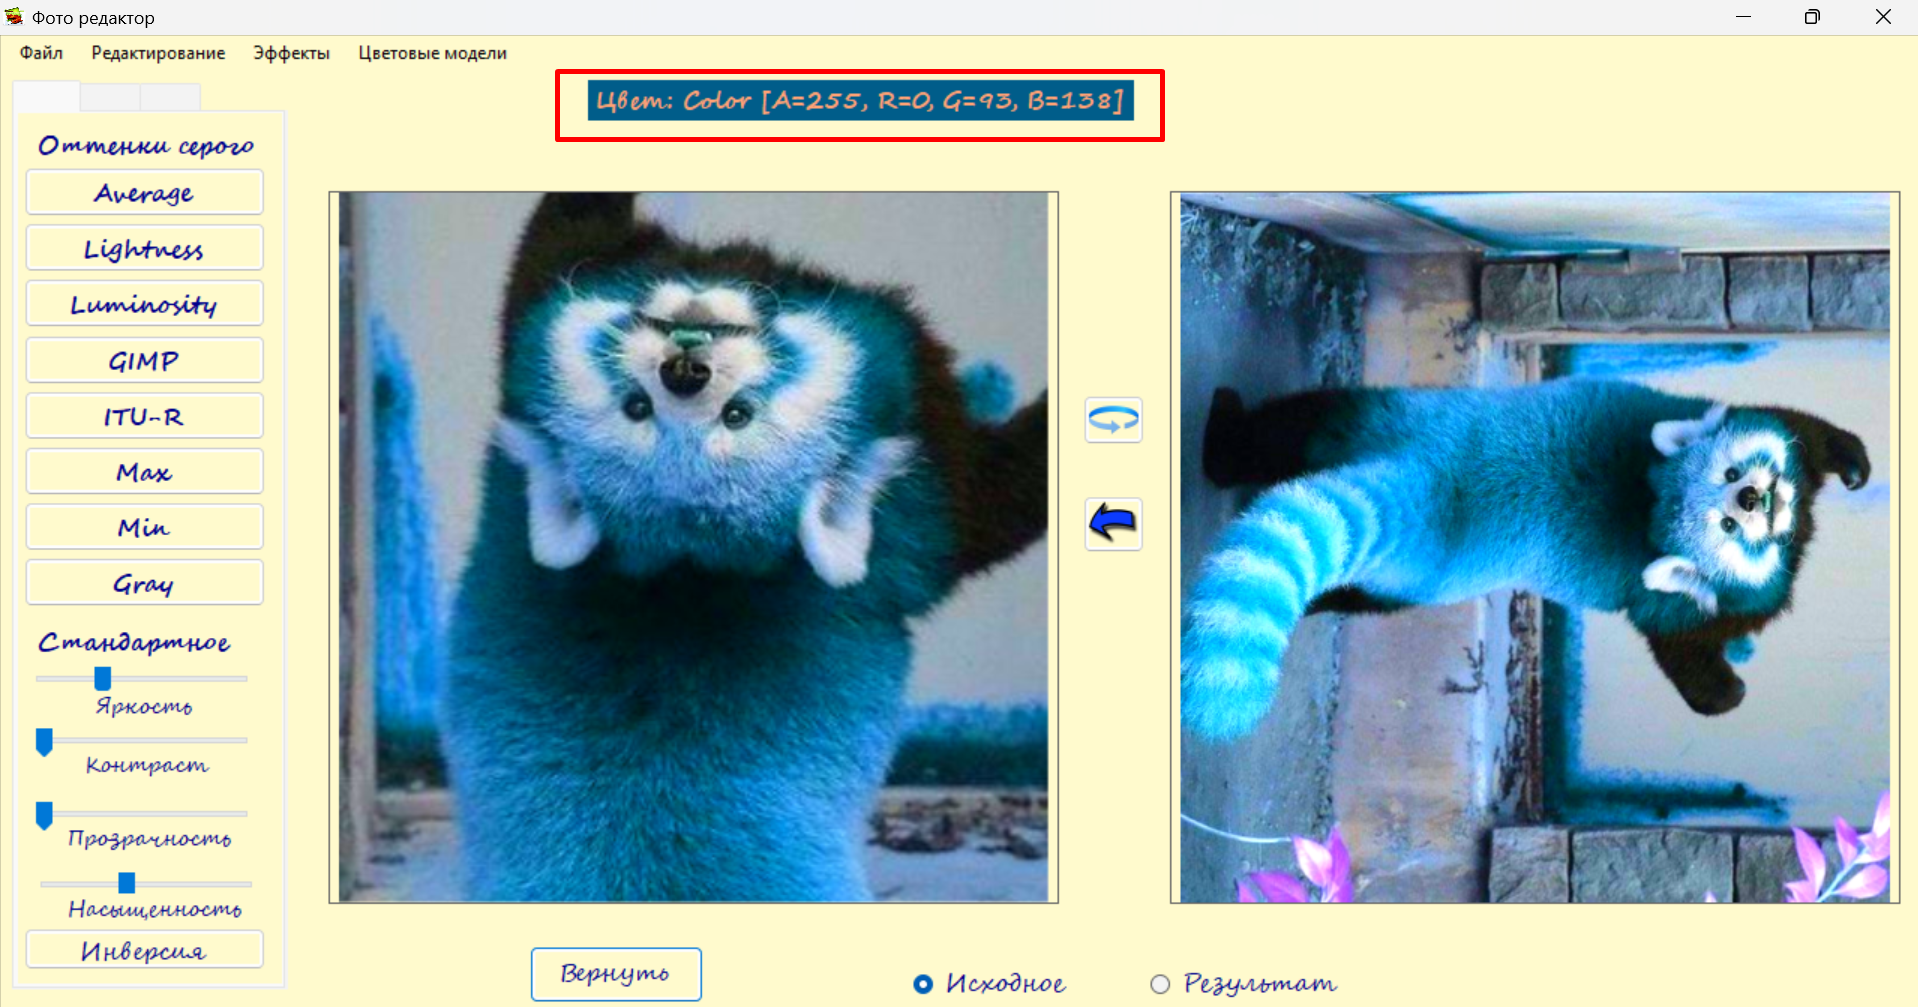 Фото редактор
Файл Редактирование Эффекты Цветовые модели
Цвет: Color [A=255, R=0, G=93, B=138]
Оттенки серого
Average
Lightness
Luminosity
GIMP
ITU-R
Max
Min
Gray
Стандартное
Яркость
Контраст
Прозрачность
Насыщенность
Инверсия
Вернуть
Исходное Результат